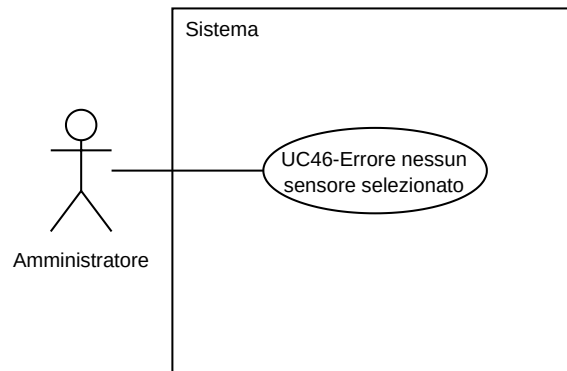 Sistema
UC46-Errore nessun
sensore selezionato
Amministratore